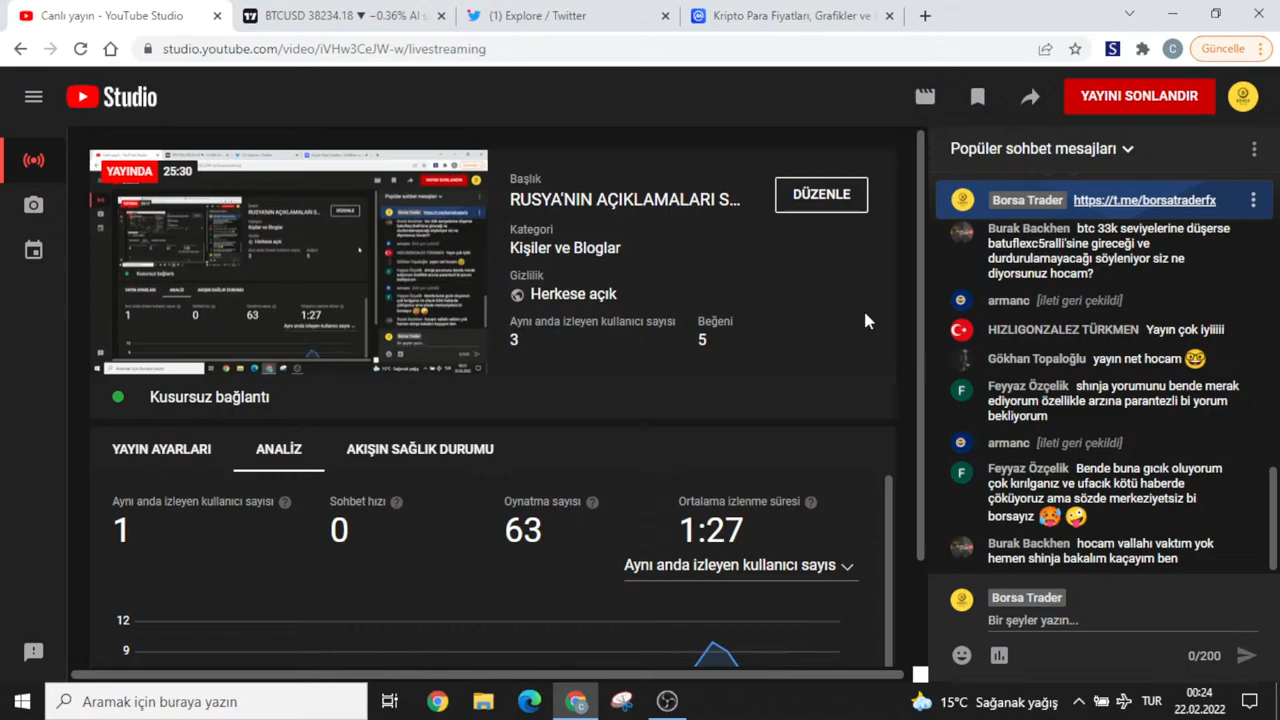 Canlı yayın - YouTube Studio
BTCUSD 38234.18 ▼ −0.36% AI s
(1) Explore / Twitter
Kripto Para Fiyatları, Grafikler ve
studio.youtube.com/video/iVHw3CeJW-w/livestreaming
S
C
Güncelle
Studio
YAYINI SONLANDIR
YAYINDA 25:30
Başlık
RUSYA'NIN AÇIKLAMALARI S...
DÜZENLE
Kategori
Kişiler ve Bloglar
Gizlilik
Herkese açık
Aynı anda izleyen kullanıcı sayısı
Beğeni
3
5
Kusursuz bağlantı
YAYIN AYARLARI
ANALİZ
AKIŞIN SAĞLIK DURUMU
Aynı anda izleyen kullanıcı sayısı
Sohbet hızı
Oynatma sayısı
Ortalama izlenme süresi
1
0
63
1:27
Aynı anda izleyen kullanıcı sayıs
12
9
Popüler sohbet mesajları
Borsa Trader https://t.me/borsatraderfx
Burak Backhen btc o seviyelerine düşerse
batuflexc5ralli'sine gireceği ve
durdurulamayacağı söyleniyor siz ne
diyorsunuz hocam?
armanc [ileti geri çekildi]
HIZLIGONZALEZ TÜRKMEN Yayın çok iyiiiii
Gökhan Topaloğlu yayın net hocam
Feyyaz Özçelik shınja yorumunu bende merak
ediyorum özellikle arzına parantezli bi yorum
bekliyorum
armanc [ileti geri çekildi]
Feyyaz Özçelik Bende buna gıcık oluyorum
çok kırılganız ve ufacık kötü haberde
çöküyoruz ama sözde merkeziyetsiz bi
borsayız
Burak Backhen hocam vallahı vaktım yok
hemen shinja bakalım kaçayım ben
Borsa Trader
Bir şeyler yazın...
0/200
Aramak için buraya yazın
15°C Sağanak yağış
TUR
00:24
22.02.2022